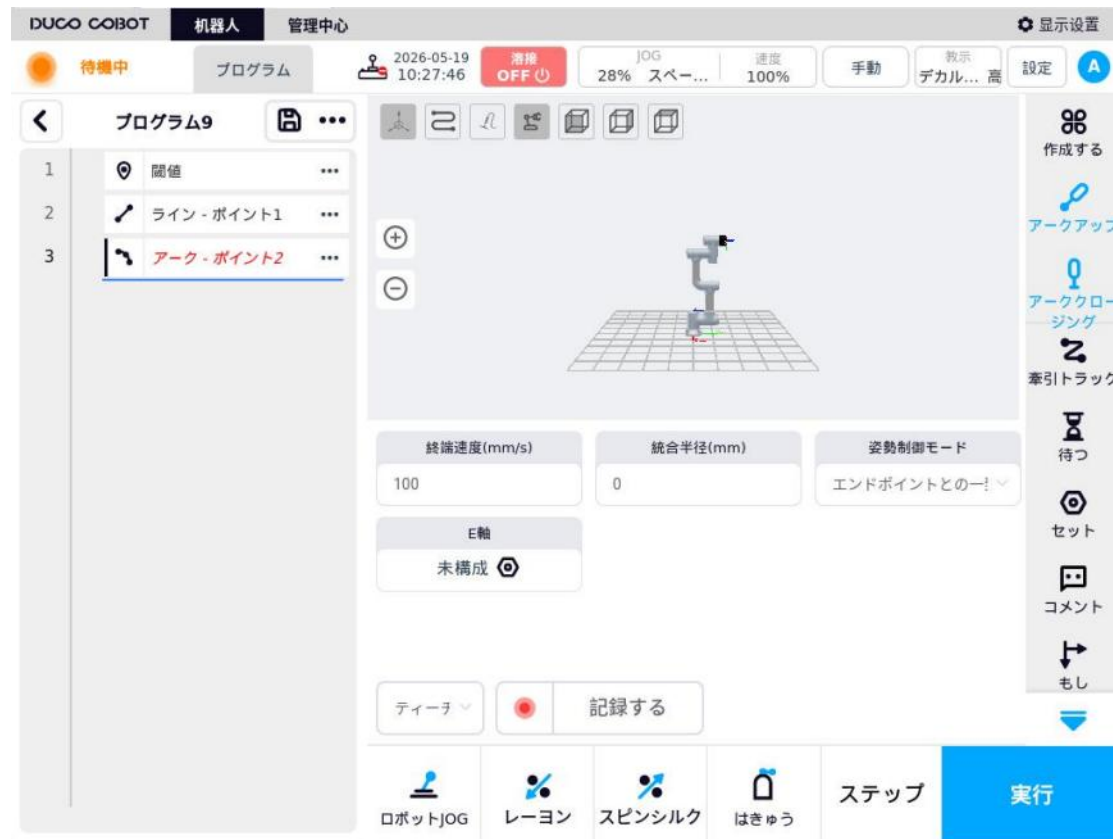 DUCO COBOT
机器人
管理中心
显示设置
待機中
プログラム
2026-05-19
10:27:46
溶接
OFF
JOG
28% スペー...
速度
100%
手動
教示
デカル... 高
設定
A
プログラム9
1
閾値
2
ライン - ポイント1
3
アーク - ポイント2
終端速度(mm/s)
100
統合半径(mm)
0
姿勢制御モード
エンドポイントとの一
E軸
未構成
ティーチ
記録する
作成する
アークアップ
アーククロー
ジング
牽引トラック
待つ
セット
コメント
もし
ロボットJOG
レーヨン
スピンシルク
はきゅう
ステップ
実行